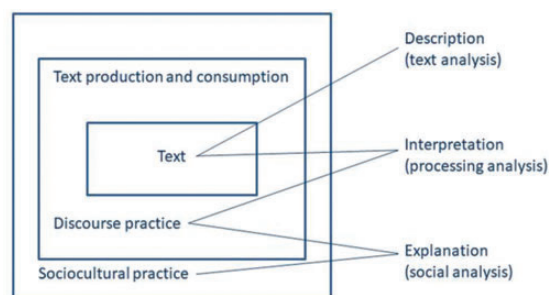 Description
(text analysis)
Text production and consumption
Text
Interpretation
(processing analysis)
Discourse practice
Explanation
(social analysis)
Sociocultural practice